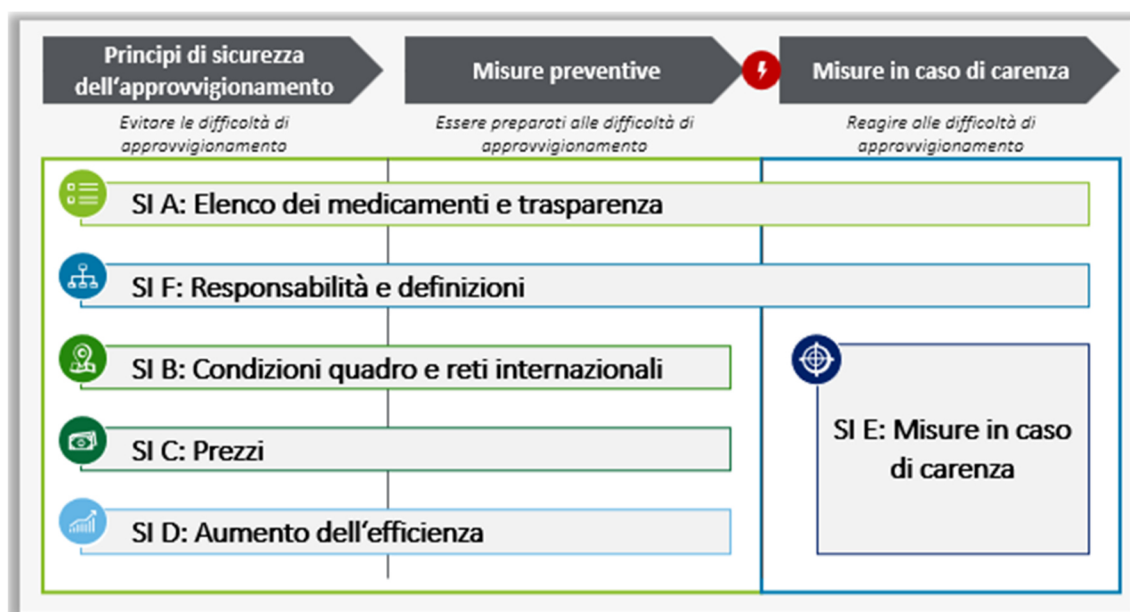 Principi di sicurezza
dell‘approvvigionamento
Misure preventive
Misure in caso di carenza
Evitare le difficoltà di
approvvigionamento
Essere preparati alle difficoltà di
approvvigionamento
Reagire alle difficoltà di
approvvigionamento
SI A: Elenco dei medicamenti e trasparenza
SI F: Responsabilità e definizioni
SI B: Condizioni quadro e reti internazionali
SI C: Prezzi
SI D: Aumento dell‘efficienza
SI E: Misure in caso
di carenza